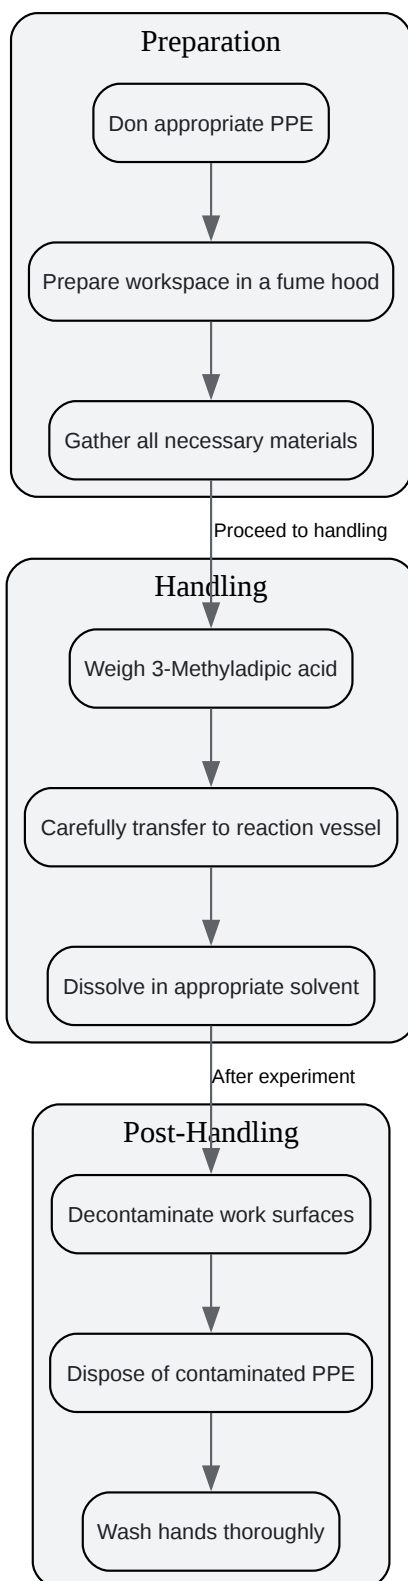 Preparation
Don appropriate PPE
Prepare workspace in a fume hood
Gather all necessary materials
Proceed to handling
Handling
Weigh 3-Methyladipic acid
Carefully transfer to reaction vessel
Dissolve in appropriate solvent
After experiment
Post-Handling
Decontaminate work surfaces
Dispose of contaminated PPE
Wash hands thoroughly